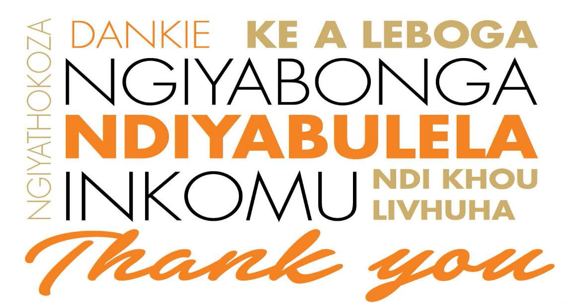 NGIYATHOKOZA
DANKIE
KE A LEBOGA
NGIYABONGA
NDIYABULELA
INKOMU
NDI KHOU
LIVHUHA
Thank you